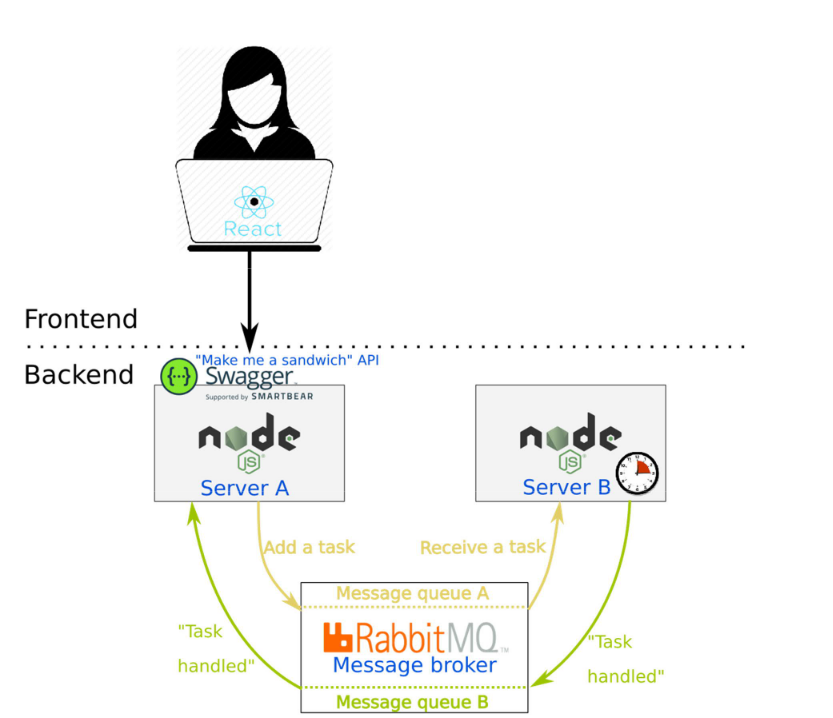 React
Frontend
"Make me a sandwich" API
Backend
{···}
Swagger
Supported by SMARTBEAR
node
JS
Server A
node
JS
Server B
Add a task
Receive a task
Message queue A
RabbitMQ™
Message broker
"Task
handled"
"Task
handled"
Message queue B